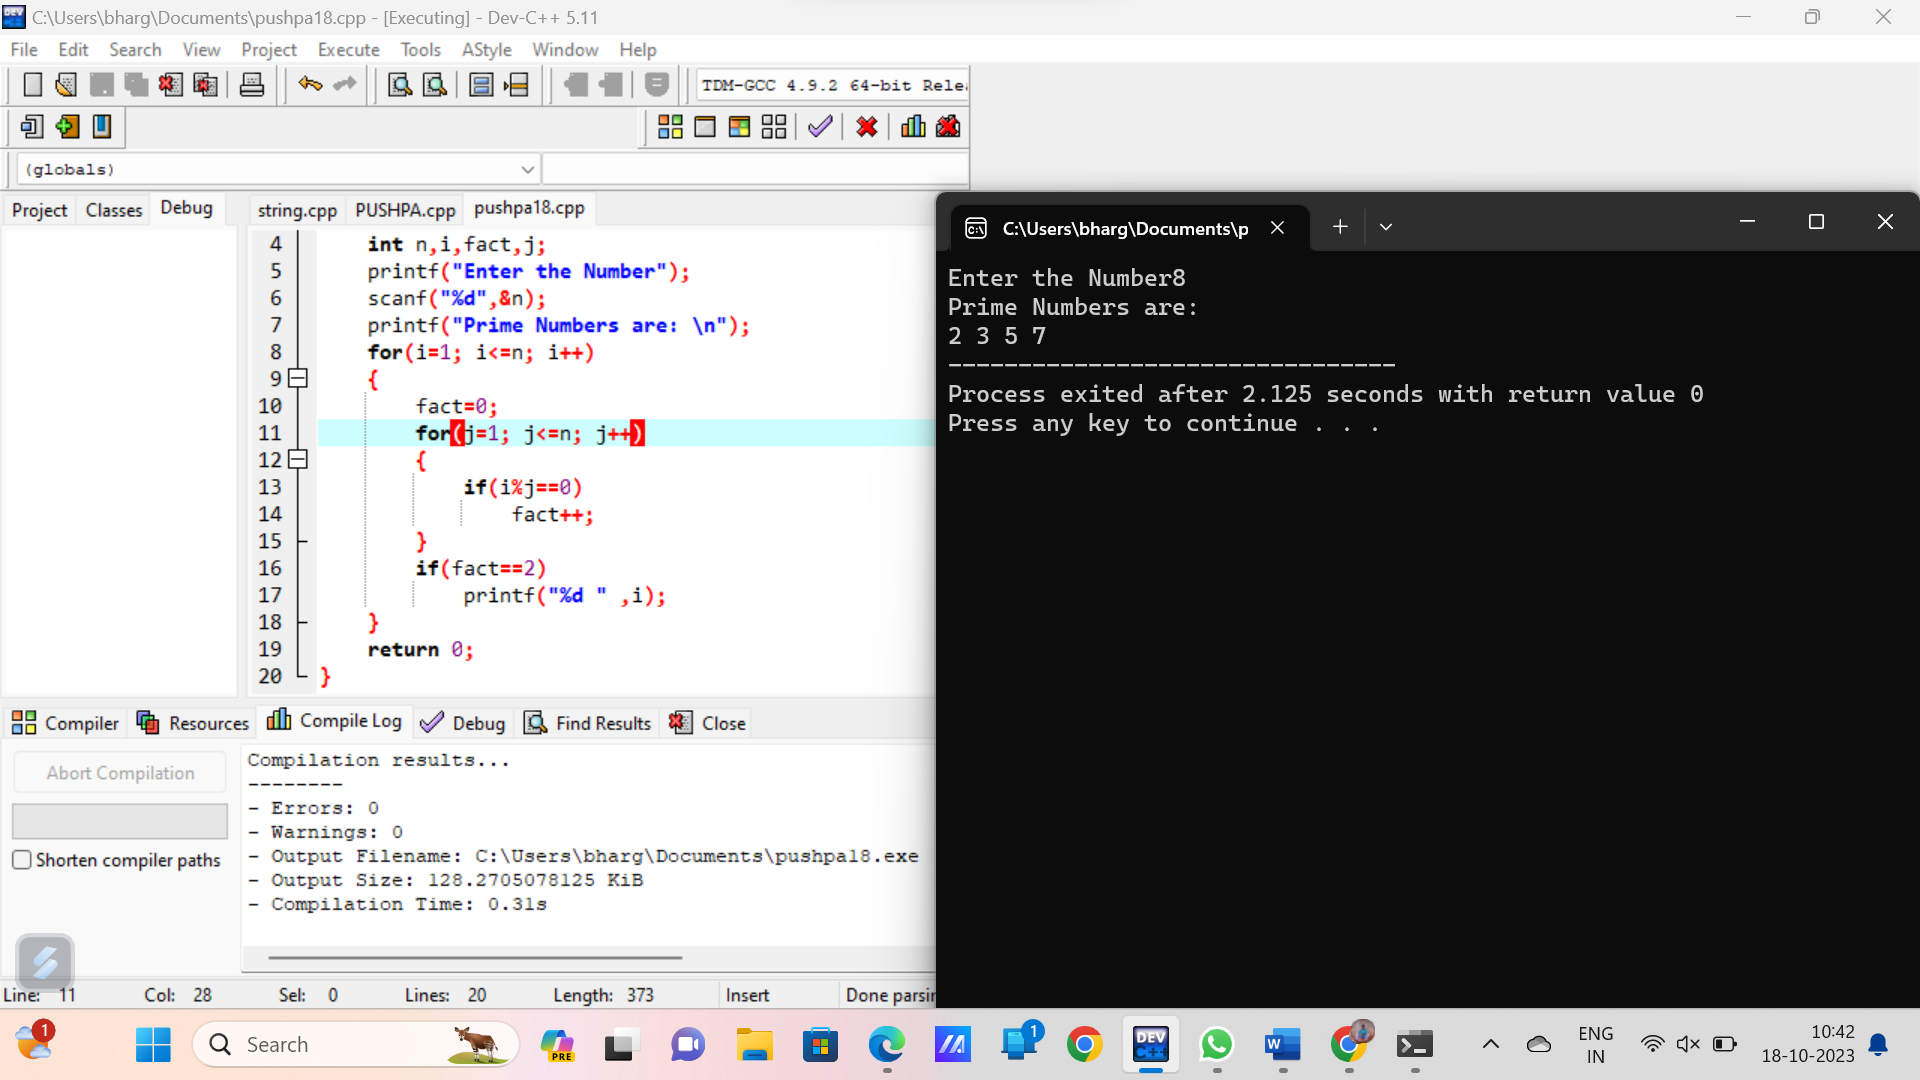 C:\Users\bharg\Documents\pushpa18.cpp - [Executing] - Dev-C++ 5.11
File Edit Search View Project Execute Tools AStyle Window Help
TDM-GCC 4.9.2 64-bit Rele
(globals)
Project Classes Debug
string.cpp PUSHPA.cpp pushpa18.cpp
4 int n,i,fact,j;
5 printf("Enter the Number");
6 scanf("%d",&n);
7 printf("Prime Numbers are: \n");
8 for(i=1; i<=n; i++)
9 {
10 fact=0;
11 for(j=1; j<=n; j++)
12 {
13 if(i%j==0)
14 fact++;
15 }
16 if(fact==2)
17 printf("%d " ,i);
18 }
19 return 0;
20 }
C:\Users\bharg\Documents\p
Enter the Number8
Prime Numbers are:
2 3 5 7
--------------------------------
Process exited after 2.125 seconds with return value 0
Press any key to continue . . .
Compiler Resources Compile Log Debug Find Results Close
Abort Compilation
Shorten compiler paths
Compilation results...
--------
- Errors: 0
- Warnings: 0
- Output Filename: C:\Users\bharg\Documents\pushpa18.exe
- Output Size: 128.2705078125 KiB
- Compilation Time: 0.31s
Line: 11 Col: 28 Sel: 0 Lines: 20 Length: 373 Insert Done parsin
1
Search
PRE
1
DEV C++
W
ENG
IN
10:42
18-10-2023